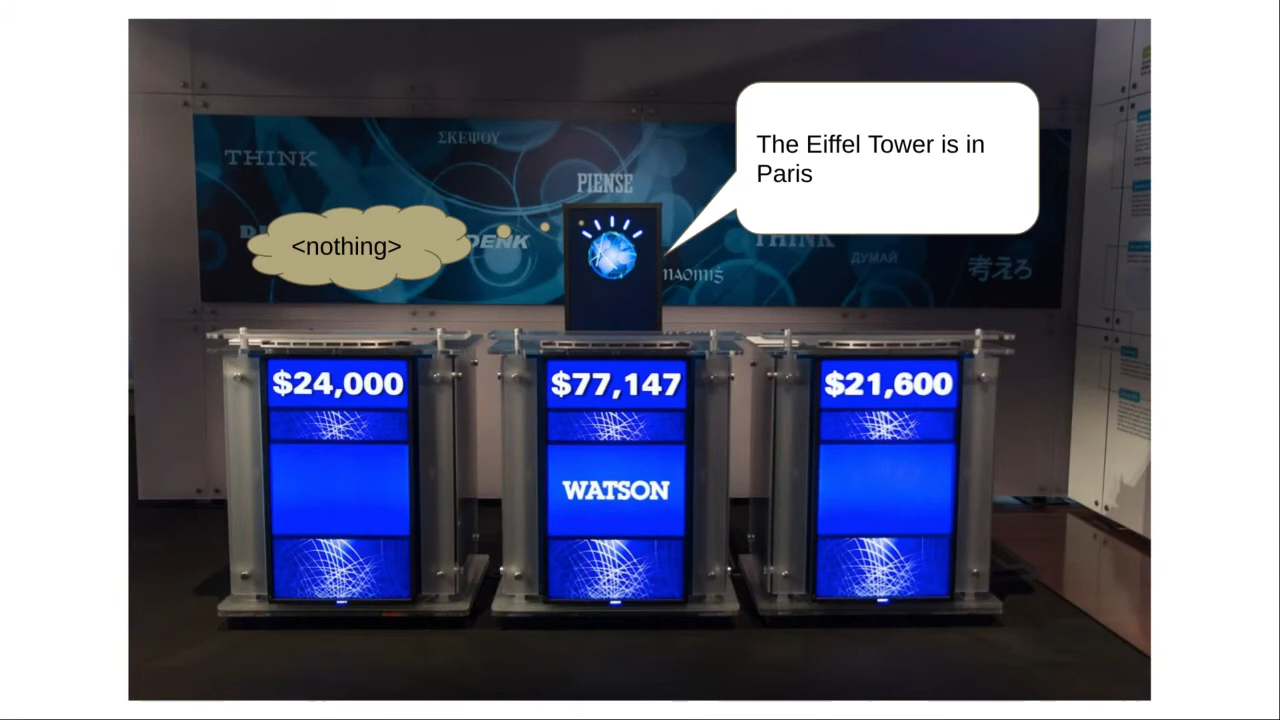 THINK
ΣΚΕΨΟΥ
PIENSE
DENK
THINK
ДУМАЙ
考えろ
<nothing>
The Eiffel Tower is in
Paris
$24,000
$77,147
$21,600
WATSON